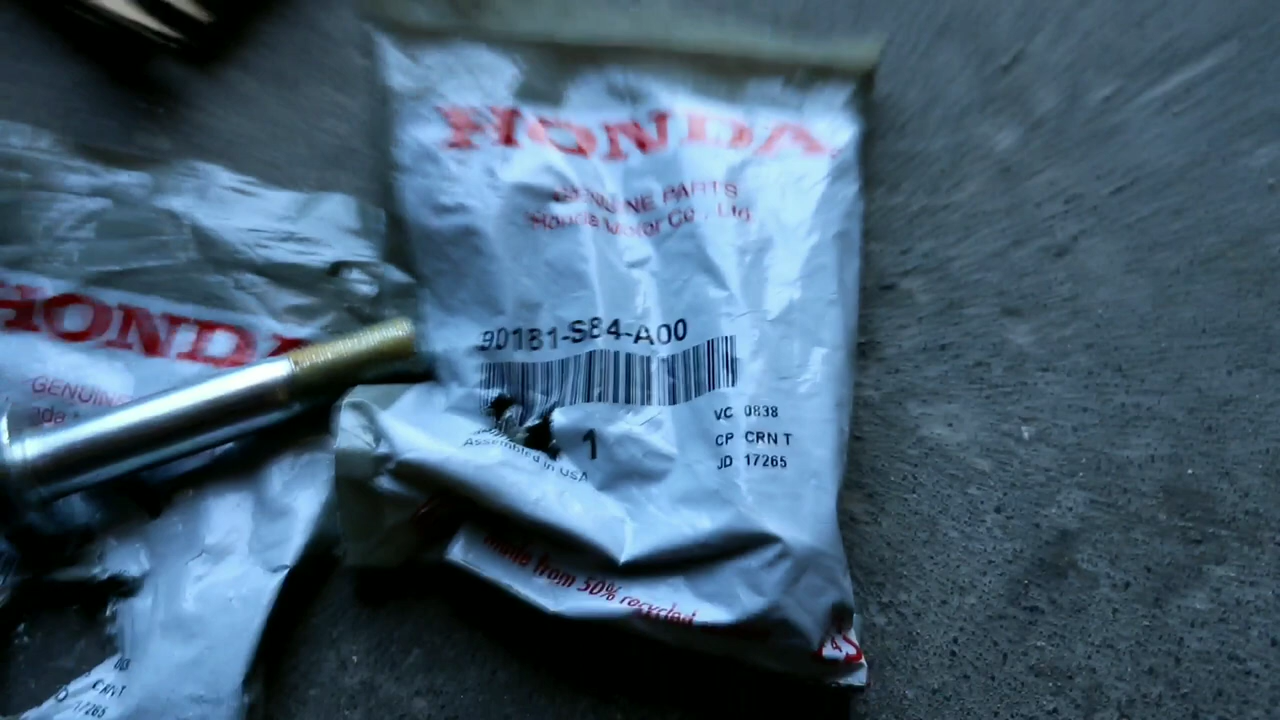 HONDA
GENUINE PARTS
Honda Motor Co., Ltd.
90181-S84-A00
VC 0838
1
CP CRN T
Assembled in USA
JD 17265
made from 50% recycled
HONDA
GENUINE
CRN T
17265